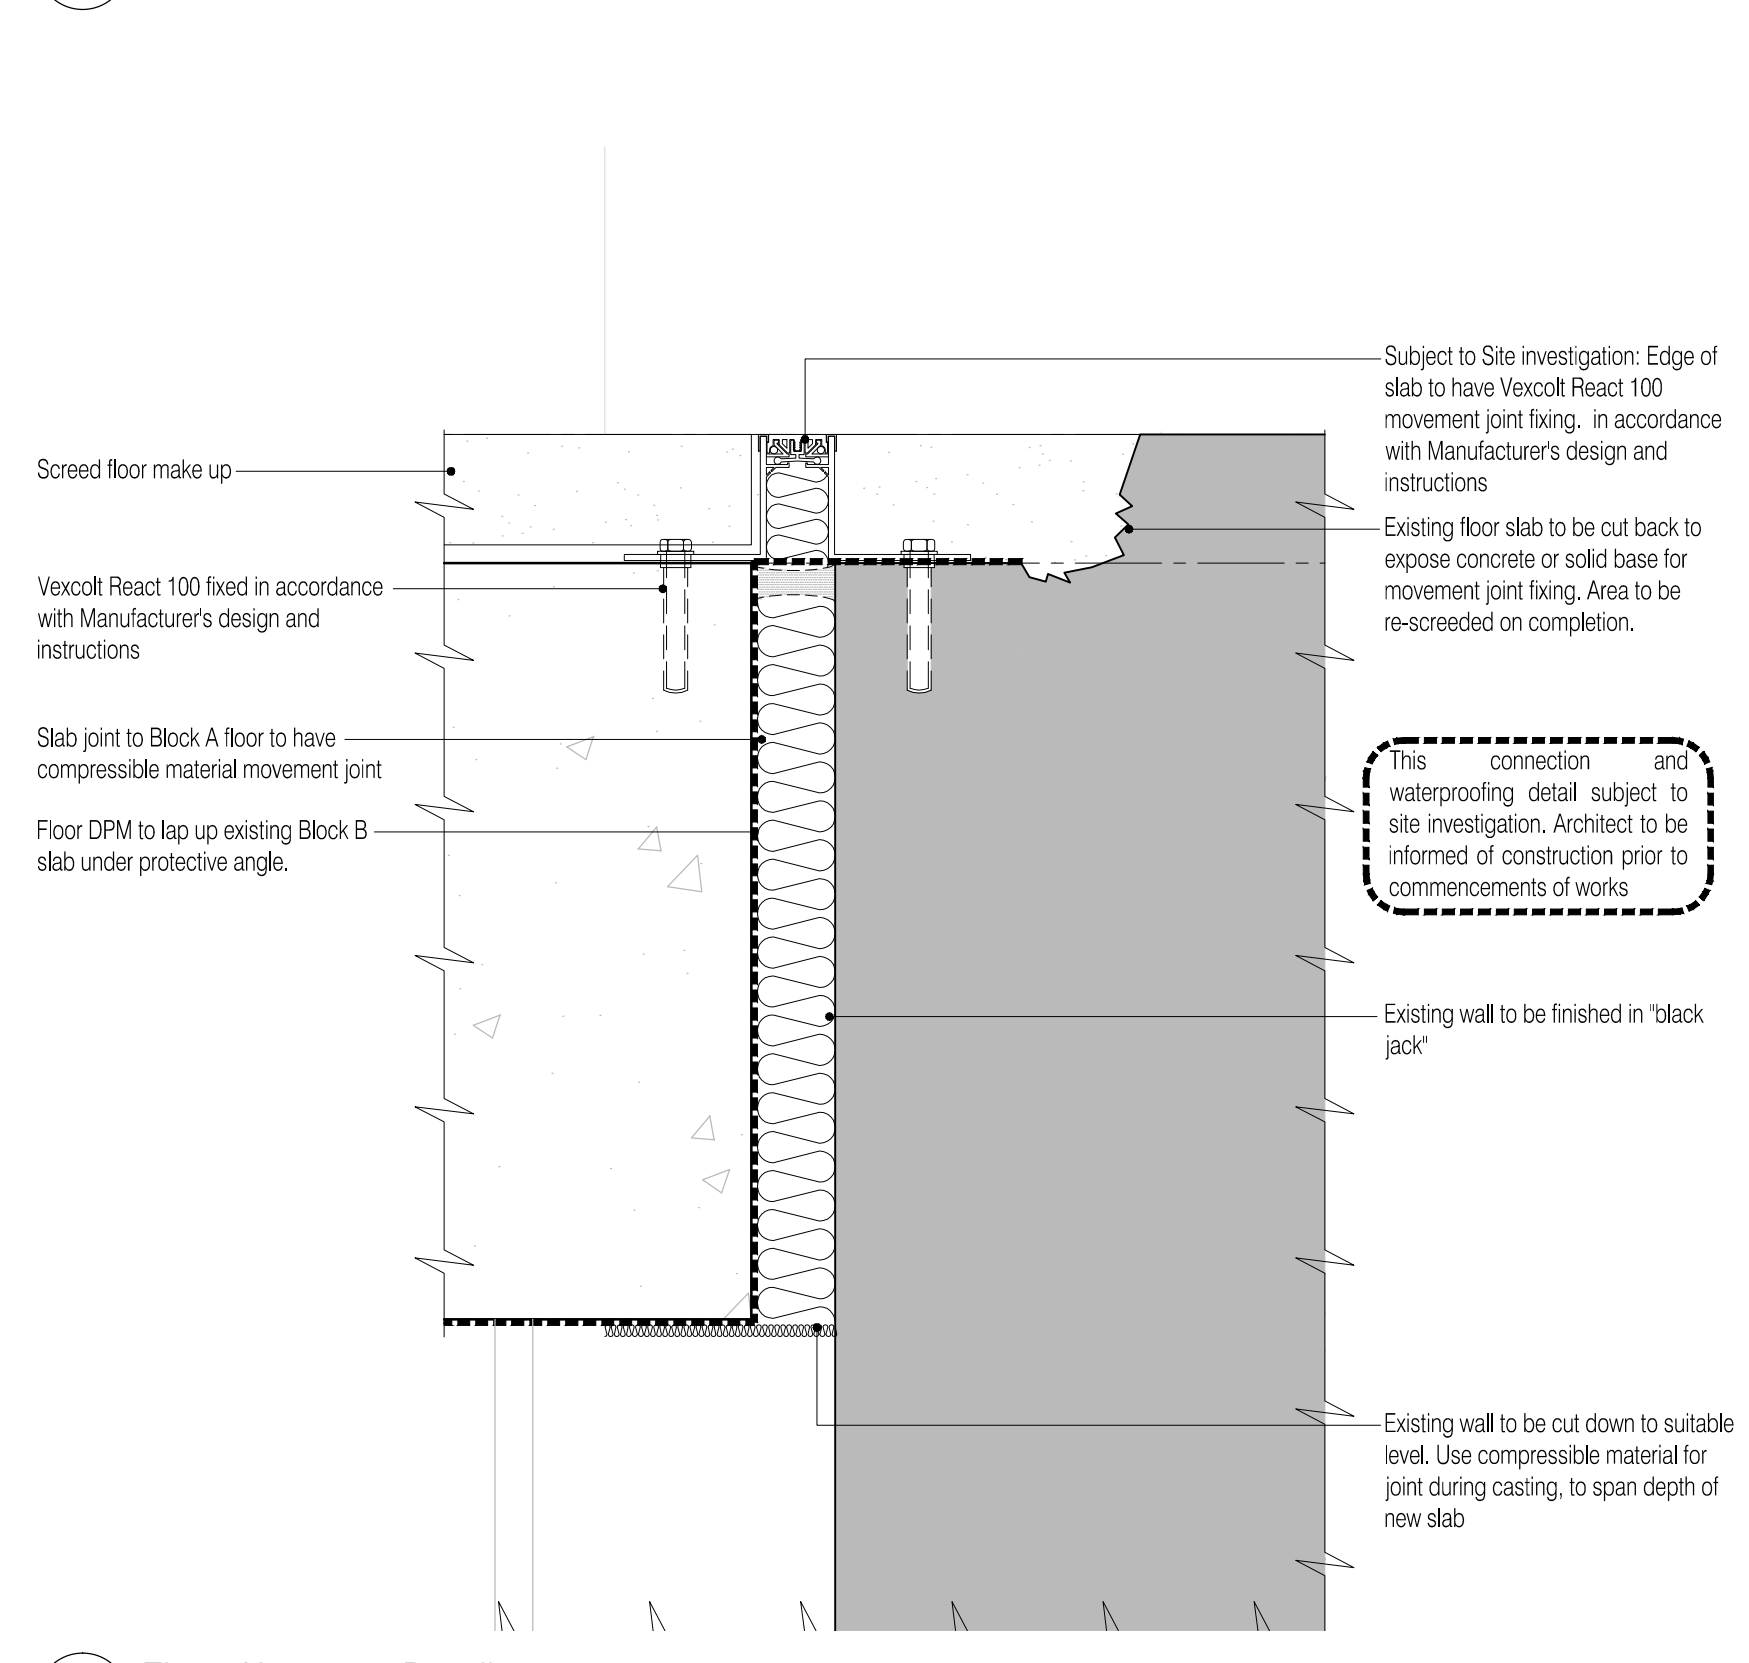 Subject to Site investigation: Edge of
slab to have Vexcolt React 100
movement joint fixing. in accordance
with Manufacturer's design and
instructions
Screed floor make up
Existing floor slab to be cut back to
expose concrete or solid base for
movement joint fixing. Area to be
re-screeded on completion.
Vexcolt React 100 fixed in accordance
with Manufacturer's design and
instructions
Slab joint to Block A floor to have
compressible material movement joint
This connection and
waterproofing detail subject to
site investigation. Architect to be
informed of construction prior to
commencements of works
Floor DPM to lap up existing Block B
slab under protective angle.
Existing wall to be finished in "black
jack"
Existing wall to be cut down to suitable
level. Use compressible material for
joint during casting, to span depth of
new slab